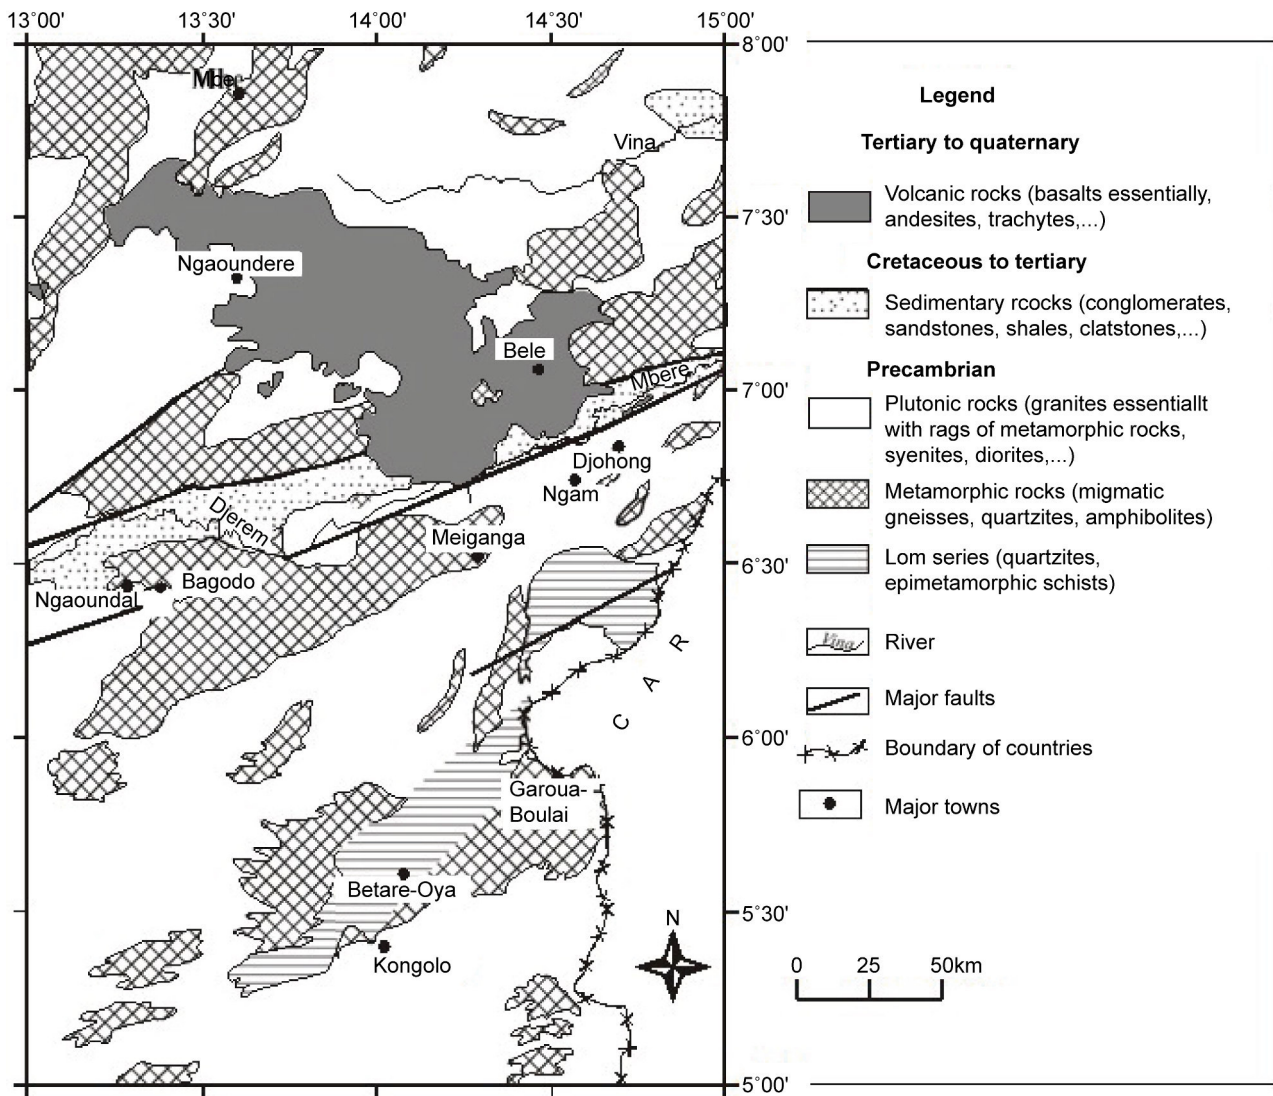 13°00' 13°30' 14°00' 14°30' 15°00'
8°00'
Mbe
Vina
7°30'
Ngaoundere
Bele
Mbere
7°00'
Djohong
Ngam
Dierem
Meiganga
6°30'
Bagodo
Ngaoundal
C A R
6°00'
Garoua-
Boulai
Betare-Oya
5°30'
Kongolo
N
5°00'
Legend
Tertiary to quaternary
Volcanic rocks (basalts essentially,
andesites, trachytes,...)
Cretaceous to tertiary
Sedimentary rcocks (conglomerates,
sandstones, shales, clatstones,...)
Precambrian
Plutonic rocks (granites essentiallt
with rags of metamorphic rocks,
syenites, diorites,...)
Metamorphic rocks (migmatic
gneisses, quartzites, amphibolites)
Lom series (quartzites,
epimetamorphic schists)
Vina River
Major faults
Boundary of countries
Major towns
0 25 50km